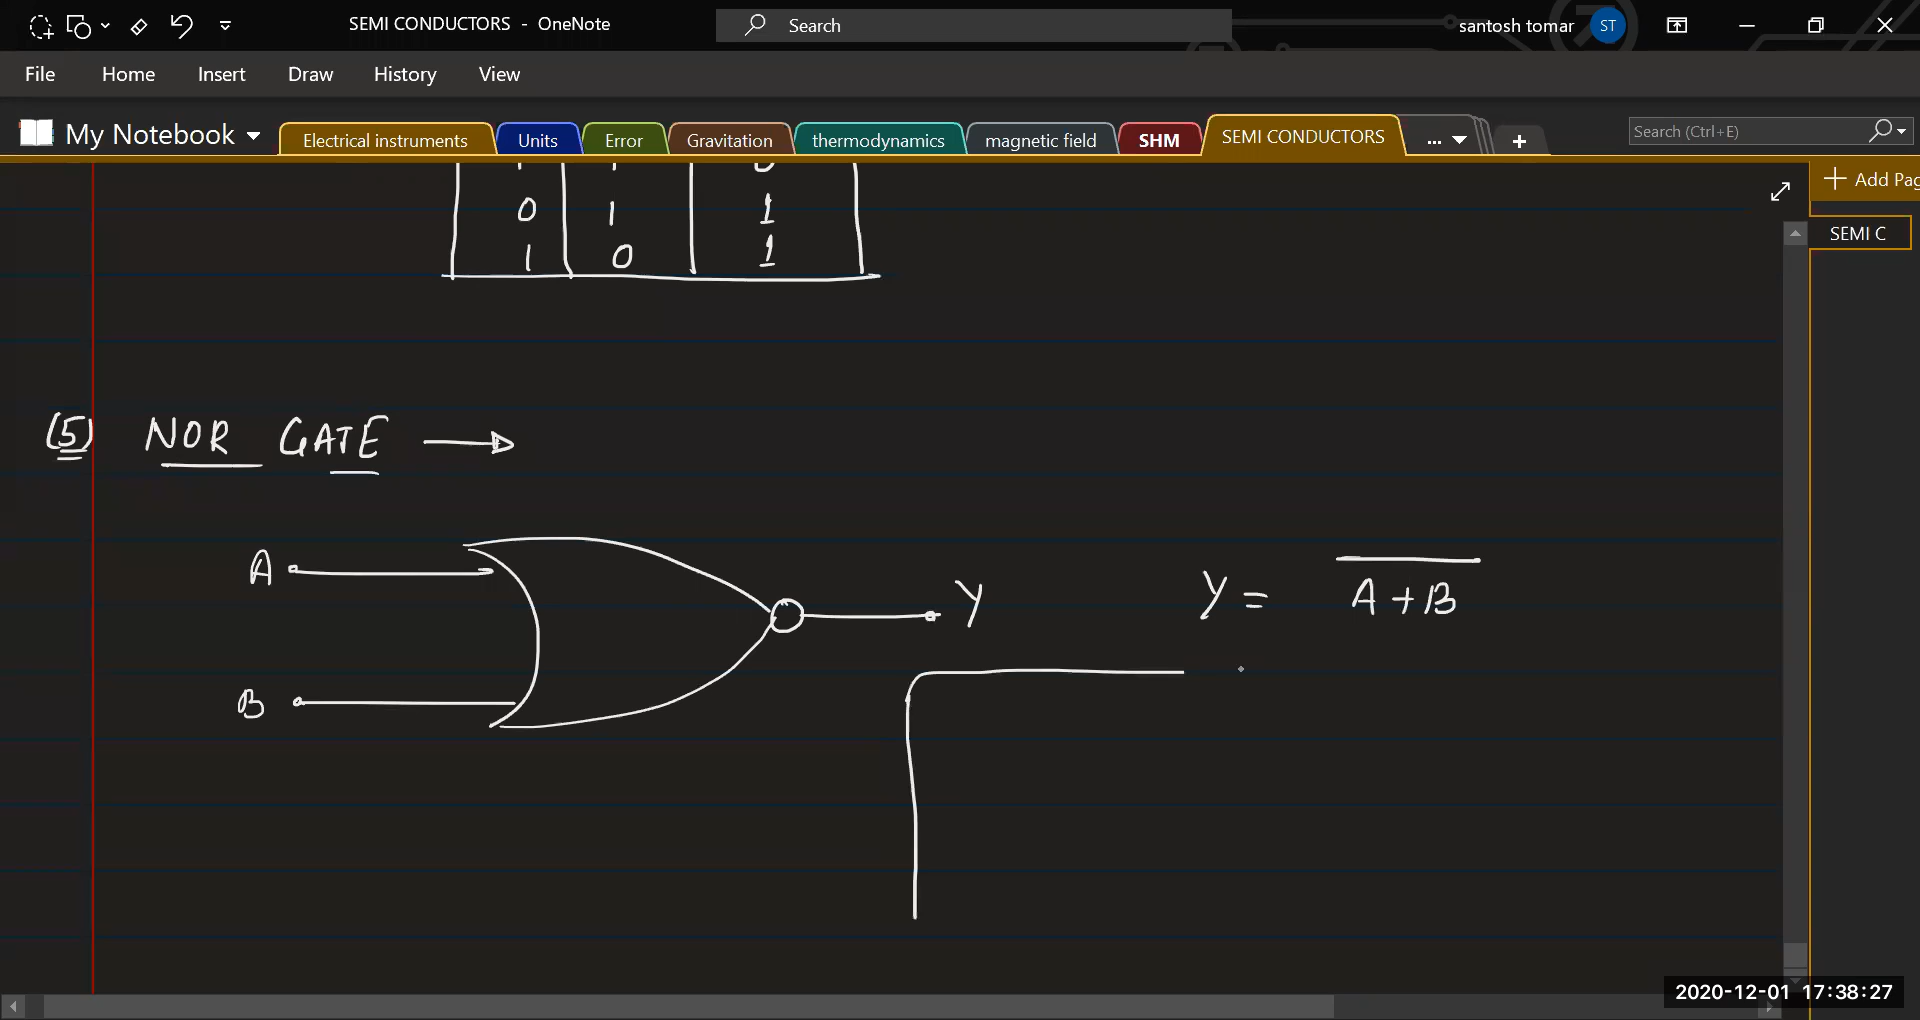 SEMI CONDUCTORS - OneNote
Search
santosh tomar
ST
File Home Insert Draw History View
My Notebook
Electrical instruments
Units
Error
Gravitation
thermodynamics
magnetic field
SHM
SEMI CONDUCTORS
...
Search (Ctrl+E)
Add Pag
SEMI C
0 1 1
1 0 1
(5) NOR GATE →
A
B
Y
Y = \overline{A+B}
2020-12-01 17:38:27